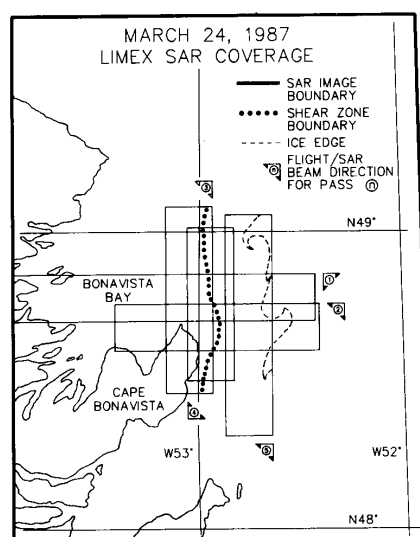 MARCH 24, 1987
LIMEX SAR COVERAGE
SAR IMAGE
BOUNDARY
SHEAR ZONE
BOUNDARY
ICE EDGE
FLIGHT/SAR
BEAM DIRECTION
FOR PASS ⓝ
ⓝ
③
N49°
BONAVISTA
BAY
①
②
CAPE
BONAVISTA
④
W53°
⑤
W52°
N48°